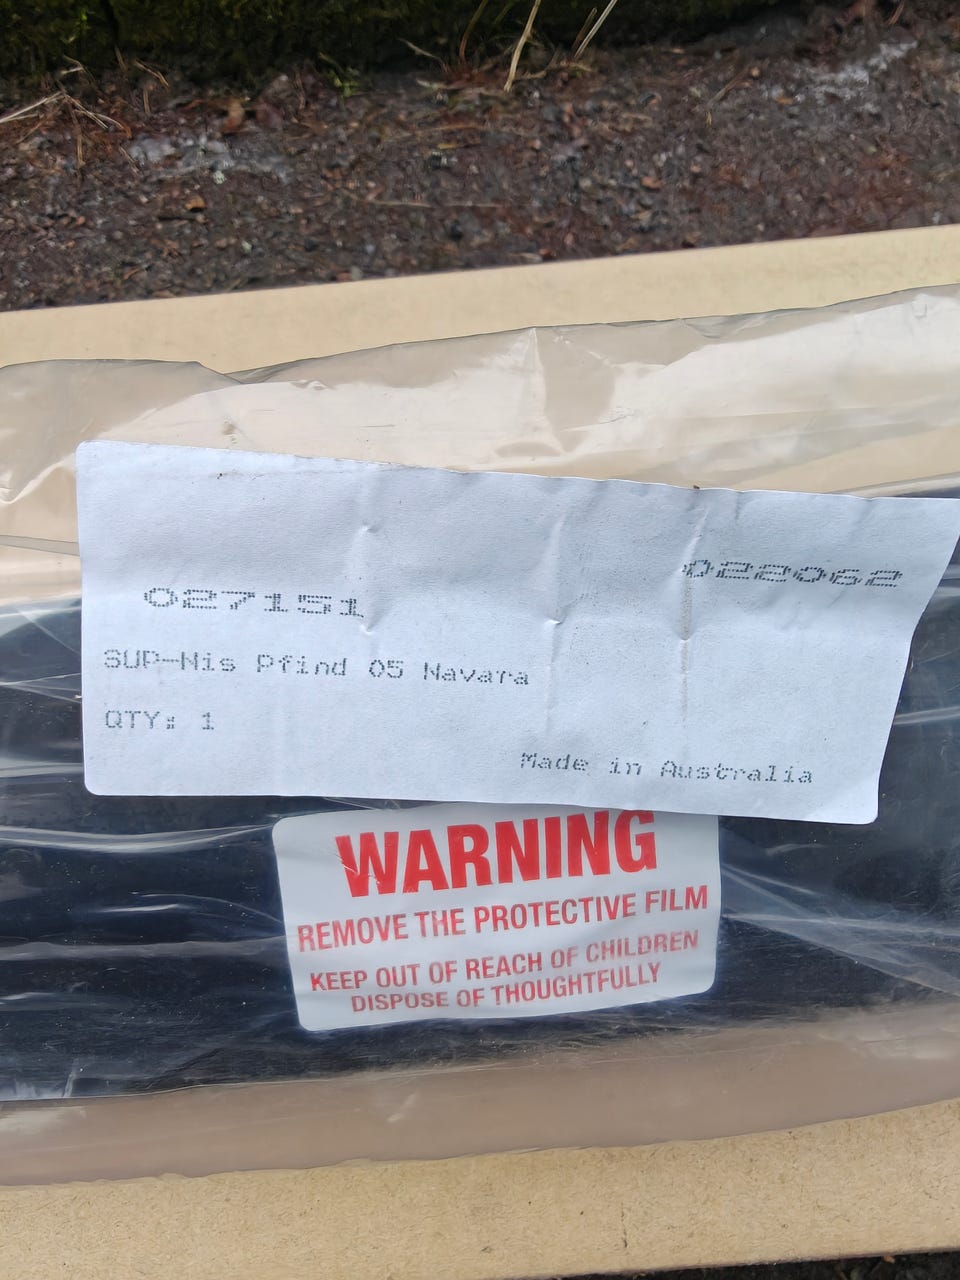 027151
022062
SUP-Nis Pfind 05 Navara
QTY: 1
Made in Australia
WARNING
REMOVE THE PROTECTIVE FILM
KEEP OUT OF REACH OF CHILDREN
DISPOSE OF THOUGHTFULLY